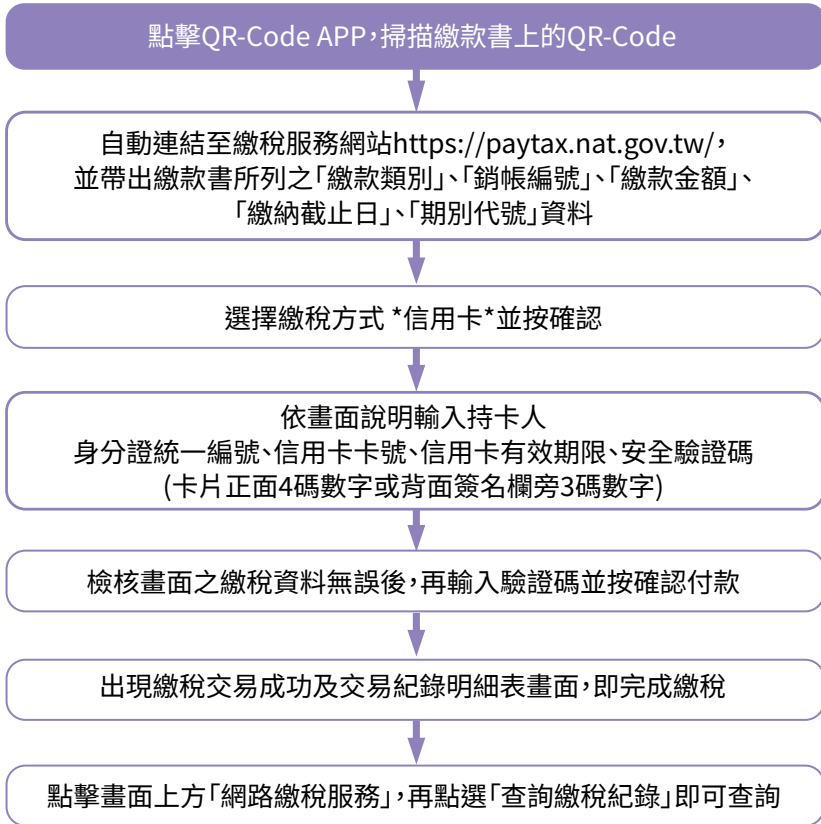 點擊QR-Code APP，掃描繳款書上的QR-Code
自動連結至繳稅服務網站https://paytax.nat.gov.tw/，
並帶出繳款書所列之「繳款類別」、「銷帳編號」、「繳款金額」、
「繳納截止日」、「期別代號」資料
選擇繳稅方式 *信用卡*並按確認
依畫面說明輸入持卡人
身分證統一編號、信用卡卡號、信用卡有效期限、安全驗證碼
(卡片正面4碼數字或背面簽名欄旁3碼數字)
檢核畫面之繳稅資料無誤後，再輸入驗證碼並按確認付款
出現繳稅交易成功及交易紀錄明細表畫面，即完成繳稅
點擊畫面上方「網路繳稅服務」，再點選「查詢繳稅紀錄」即可查詢